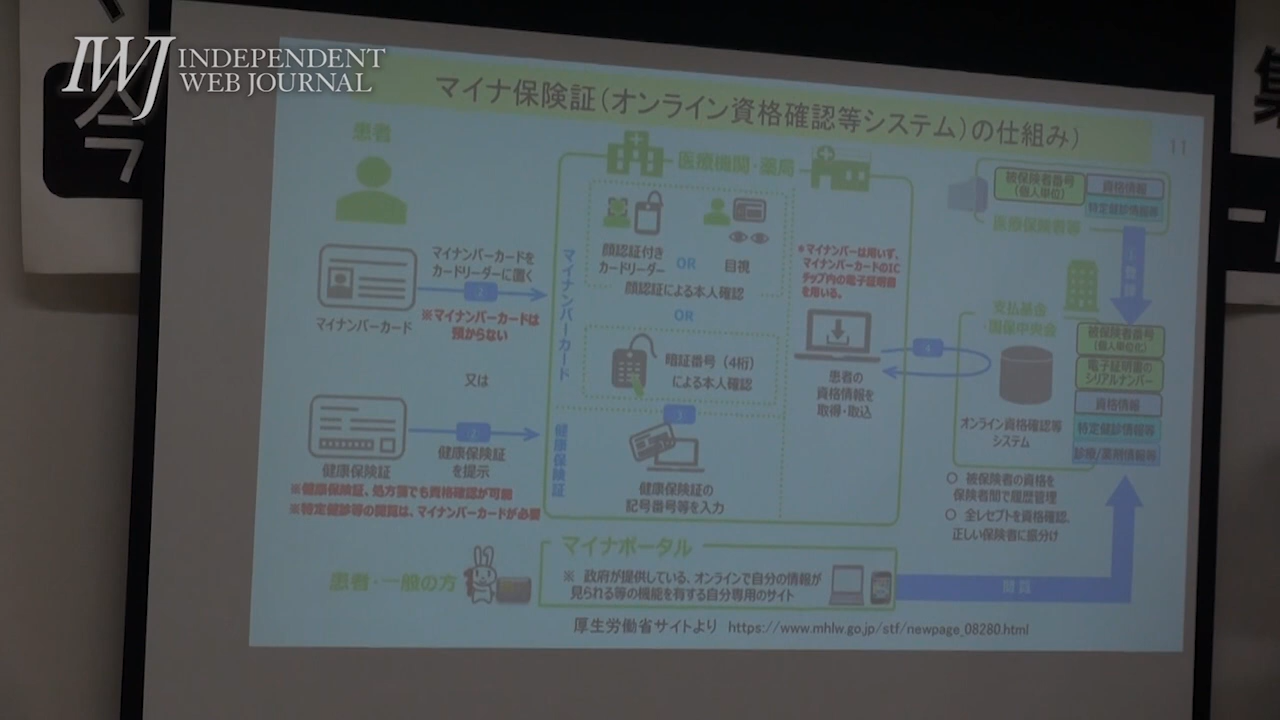 IWJ INDEPENDENT
WEB JOURNAL
マイナ保険証(オンライン資格確認等システム)の仕組み)
11
患者
医療機関・薬局
被保険者番号
(個人単位)
資格情報
特定健診情報等
医療保険者等
マイナンバーカードを
カードリーダーに置く
2
※マイナンバーカードは
預からない
マイナンバーカード
又は
2
健康保険証
を提示
健康保険証
※健康保険証、処方箋でも資格確認が可能
※特定健診等の閲覧は、マイナンバーカードが必要
マイナンバーカード
顔認証付き
カードリーダー
OR
目視
顔認証による本人確認
OR
暗証番号(4桁)
による本人確認
健康保険証
3
健康保険証の
記号番号等を入力
*マイナンバーは用いず、
マイナンバーカードのIC
チップ内の電子証明書
を用いる。
患者の
資格情報を
取得・取込
4
支払基金
・国保中央会
オンライン資格確認等
システム
被保険者番号
(個人単位化)
電子証明書の
シリアルナンバー
資格情報
特定健診情報等
診療/薬剤情報等
○ 被保険者の資格を
保険者間で履歴管理
○ 全レセプトを資格確認、
正しい保険者に振分け
患者・一般の方
マイナポータル
※ 政府が提供している、オンラインで自分の情報が
見られる等の機能を有する自分専用のサイト
閲覧
厚生労働省サイトより https://www.mhlw.go.jp/stf/newpage_08280.html